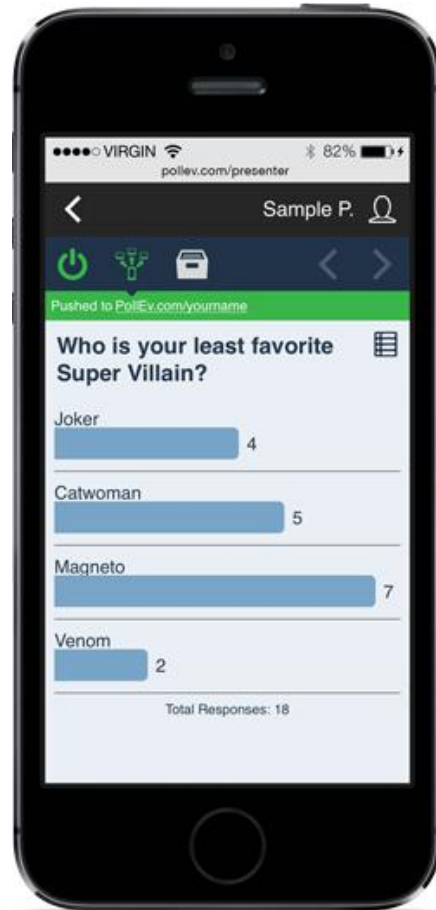 VIRGIN 82%
pollev.com/presenter
Sample P.
Pushed to PollEv.com/yourname
Who is your least favorite
Super Villain?
Joker
4
Catwoman
5
Magneto
7
Venom
2
Total Responses: 18